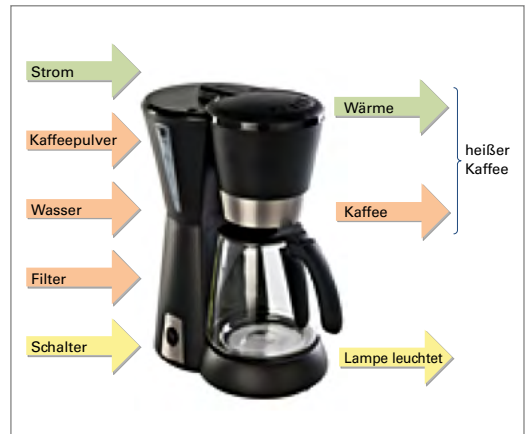 Strom
Kaffeepulver
Wasser
Filter
Schalter
Wärme
Kaffee
heißer
Kaffee
Lampe leuchtet